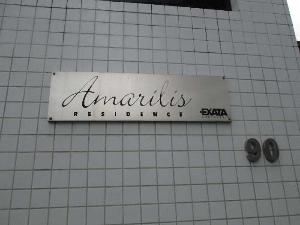 Amarilis
RESIDENCE
EXATA
90